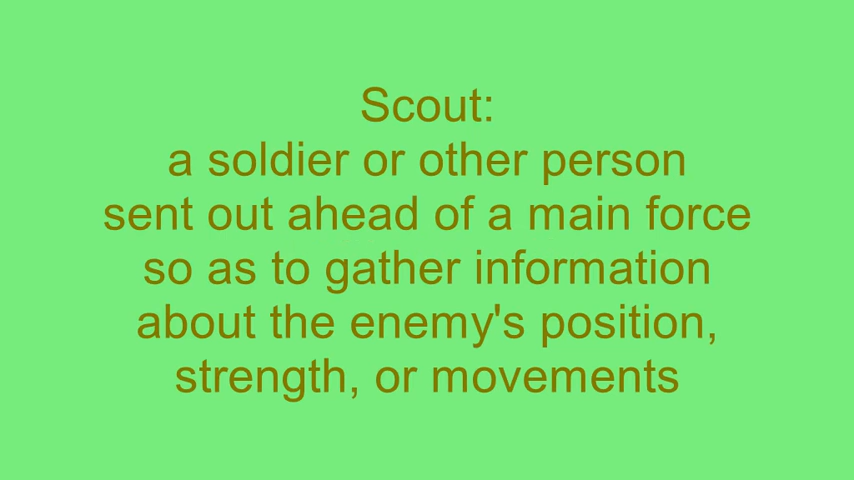 Scout:
a soldier or other person
sent out ahead of a main force
so as to gather information
about the enemy's position,
strength, or movements